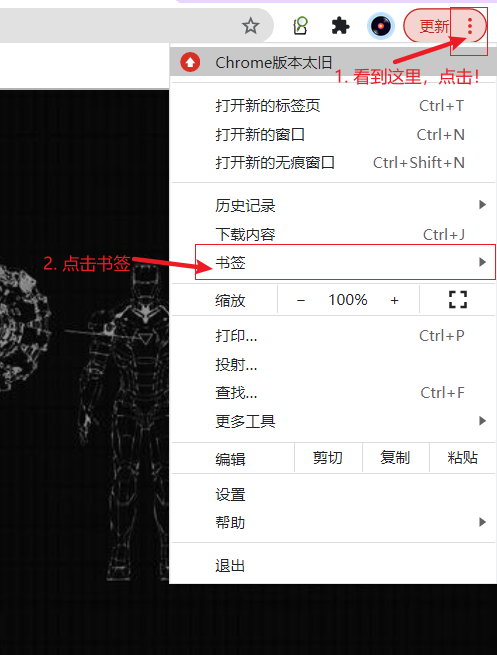 更新
Chrome版本太旧
1. 看到这里，点击！
打开新的标签页 Ctrl+T
打开新的窗口 Ctrl+N
打开新的无痕窗口 Ctrl+Shift+N
历史记录
下载内容 Ctrl+J
2. 点击书签
书签
缩放 − 100% +
打印... Ctrl+P
投射...
查找... Ctrl+F
更多工具
编辑 剪切 复制 粘贴
设置
帮助
退出